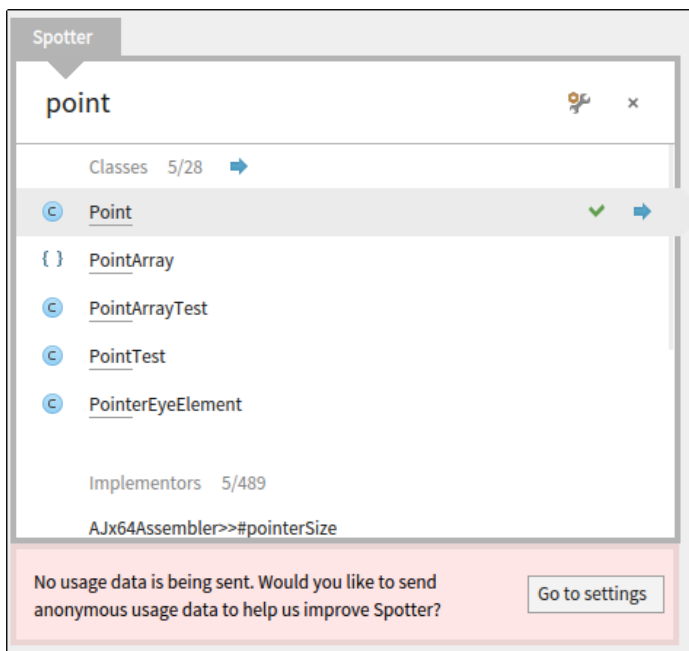 Spotter
point
Classes 5/28
Point
{ } PointArray
PointArrayTest
PointTest
PointerEyeElement
Implementors 5/489
AJx64Assembler>>#pointerSize
No usage data is being sent. Would you like to send
anonymous usage data to help us improve Spotter?
Go to settings